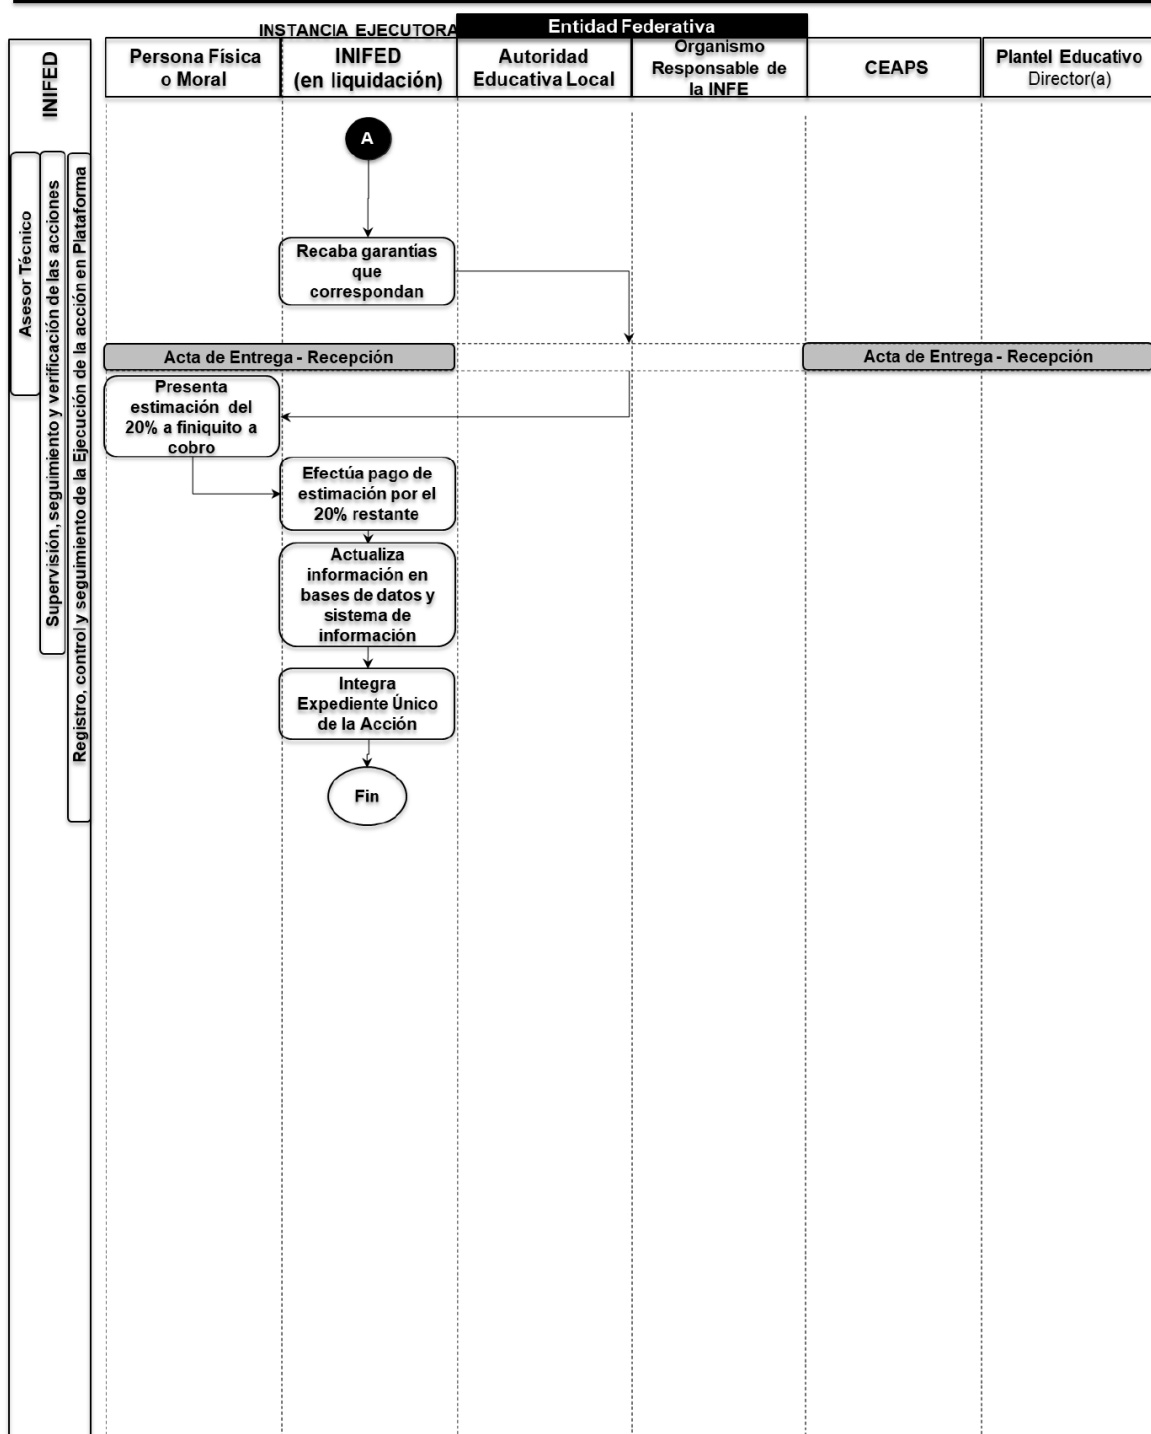 Entidad Federativa
INSTANCIA EJECUTORA
INIFED
Persona Física
o Moral
INIFED
(en liquidación)
Autoridad
Educativa Local
Organismo
Responsable de
la INFE
CEAPS
Plantel Educativo
Director(a)
Asesor Técnico
Supervisión, seguimiento y verificación de las acciones
Registro, control y seguimiento de la Ejecución de la acción en Plataforma
A
Recaba garantías
que
correspondan
Acta de Entrega - Recepción
Acta de Entrega - Recepción
Presenta
estimación del
20% a finiquito a
cobro
Efectúa pago de
estimación por el
20% restante
Actualiza
información en
bases de datos y
sistema de
información
Integra
Expediente Único
de la Acción
Fin